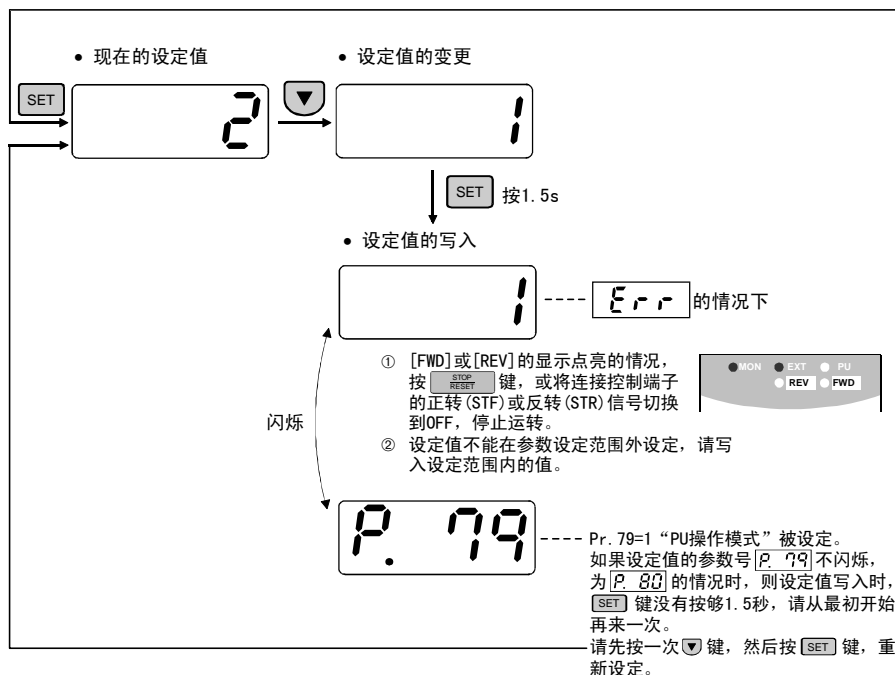 • 现在的设定值
• 设定值的变更
SET
2
▼
1
SET 按1.5s
• 设定值的写入
1
Err 的情况下
① [FWD]或[REV]的显示点亮的情况，
按 STOP RESET 键，或将连接控制端子
的正转(STF)或反转(STR)信号切换
到OFF，停止运转。
② 设定值不能在参数设定范围外设定，请写
入设定范围内的值。
MON EXT PU
REV FWD
闪烁
P. 79
Pr.79=1“PU操作模式”被设定。
如果设定值的参数号 P. 79 不闪烁，
为 P. 80 的情况时，则设定值写入时，
SET 键没有按够1.5秒，请从最初开始
再来一次。
请先按一次 ▼ 键，然后按 SET 键，重
新设定。